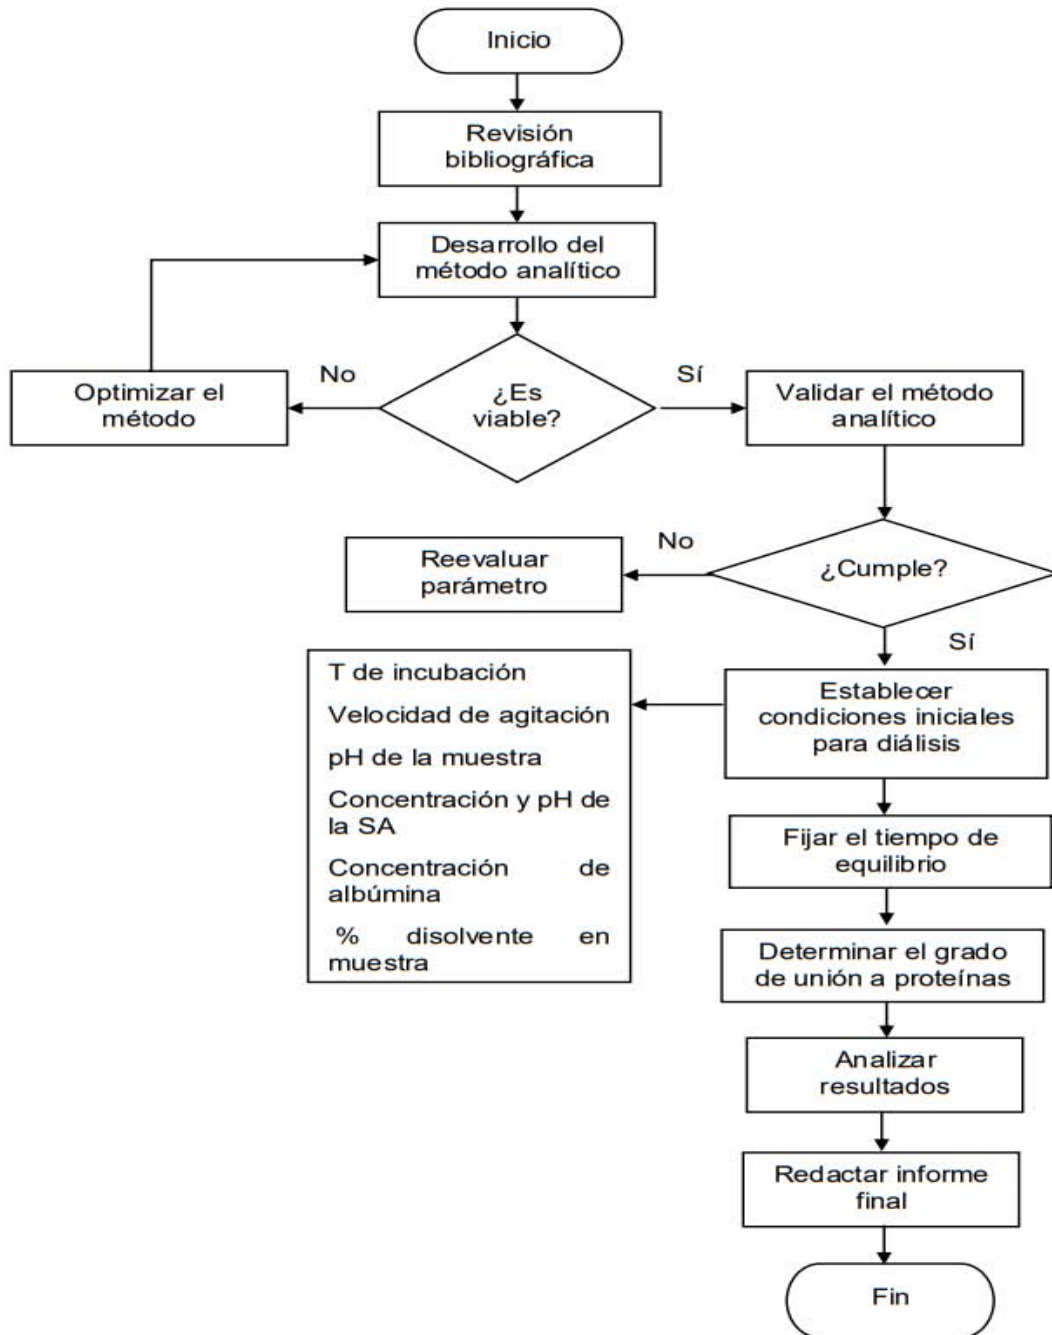 Inicio
Revisión
bibliográfica
Desarrollo del
método analítico
No
¿Es
viable?
Sí
Optimizar el
método
Validar el método
analítico
No
¿Cumple?
Reevaluar
parámetro
Sí
T de incubación
Velocidad de agitación
pH de la muestra
Concentración y pH de
la SA
Concentración de
albúmina
% disolvente en
muestra
Establecer
condiciones iniciales
para diálisis
Fijar el tiempo de
equilibrio
Determinar el grado
de unión a proteínas
Analizar
resultados
Redactar informe
final
Fin